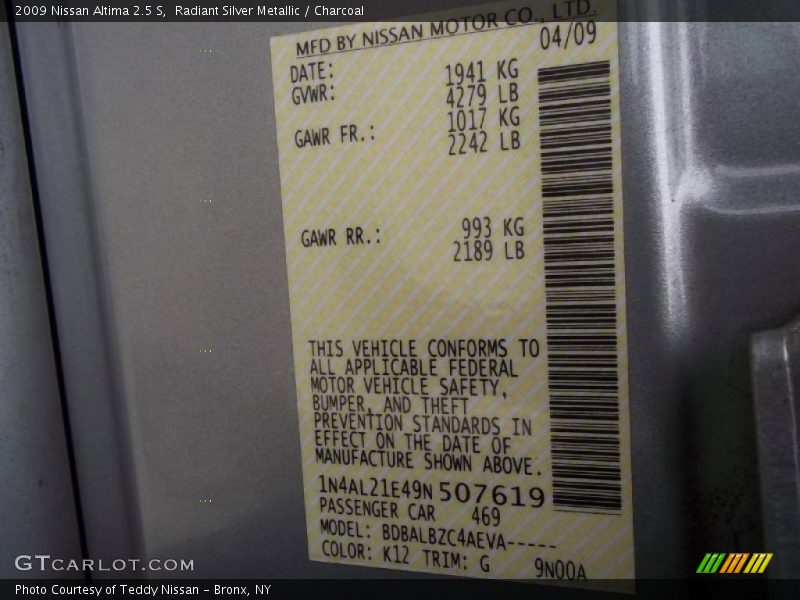 2009 Nissan Altima 2.5 S,  Radiant Silver Metallic / Charcoal
MFD BY NISSAN MOTOR CO., LTD.
DATE: 04/09
GVWR: 1941 KG
4279 LB
GAWR FR.: 1017 KG
2242 LB
GAWR RR.: 993 KG
2189 LB
THIS VEHICLE CONFORMS TO
ALL APPLICABLE FEDERAL
MOTOR VEHICLE SAFETY,
BUMPER, AND THEFT
PREVENTION STANDARDS IN
EFFECT ON THE DATE OF
MANUFACTURE SHOWN ABOVE.
1N4AL21E49N507619
PASSENGER CAR 469
MODEL: BDBALBZC4AEVA-----
COLOR: K12 TRIM: G 9N00A
GTCARLOT.COM
Photo Courtesy of Teddy Nissan – Bronx, NY